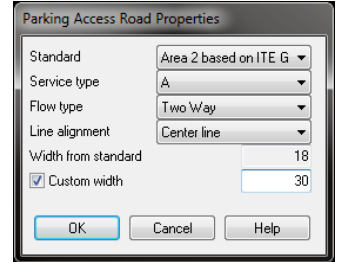 Parking Access Road Properties
Standard Area 2 based on ITE G
Service type A
Flow type Two Way
Line alignment Center line
Width from standard 18
Custom width 30
OK Cancel Help